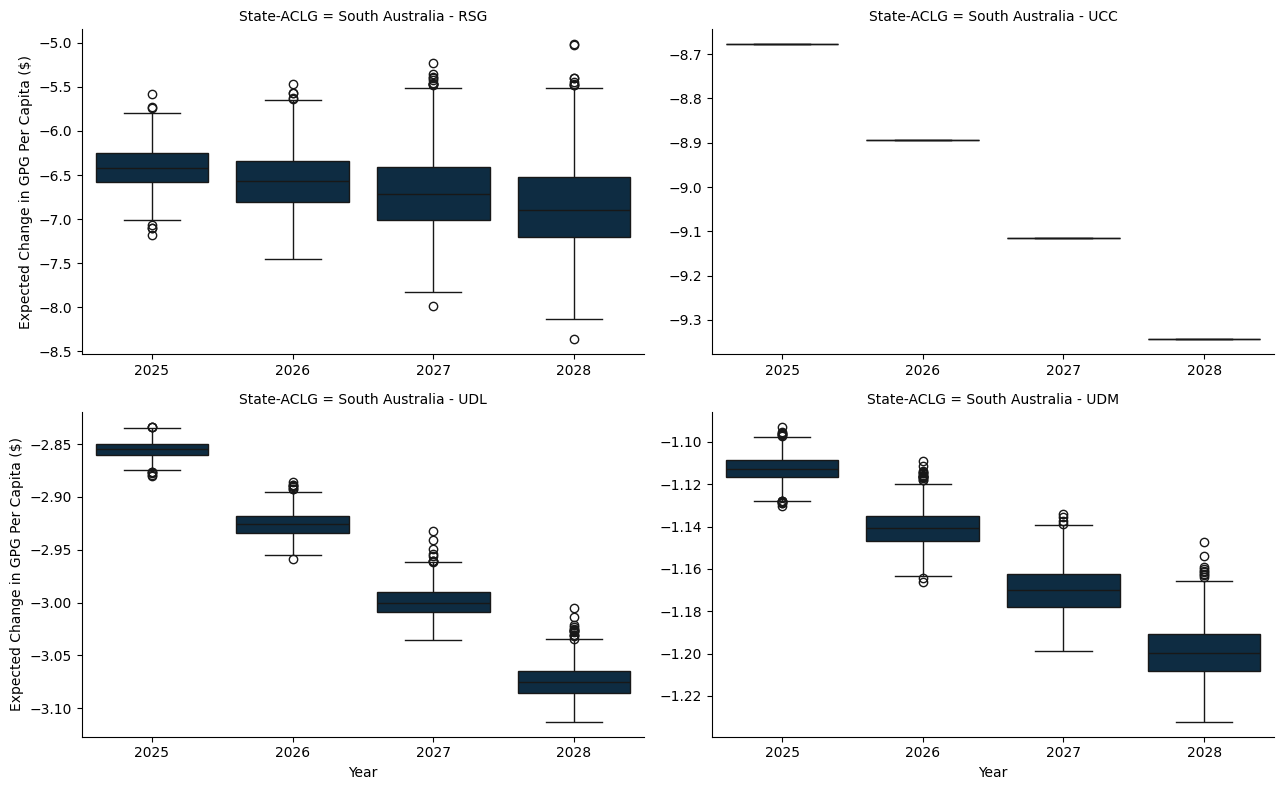 State-ACLG = South Australia - RSG
Expected Change in GPG Per Capita ($)
−5.0
−5.5
−6.0
−6.5
−7.0
−7.5
−8.0
−8.5
2025 2026 2027 2028
State-ACLG = South Australia - UCC
−8.7
−8.8
−8.9
−9.0
−9.1
−9.2
−9.3
2025 2026 2027 2028
State-ACLG = South Australia - UDL
Expected Change in GPG Per Capita ($)
−2.85
−2.90
−2.95
−3.00
−3.05
−3.10
2025 2026 2027 2028
Year
State-ACLG = South Australia - UDM
−1.10
−1.12
−1.14
−1.16
−1.18
−1.20
−1.22
2025 2026 2027 2028
Year